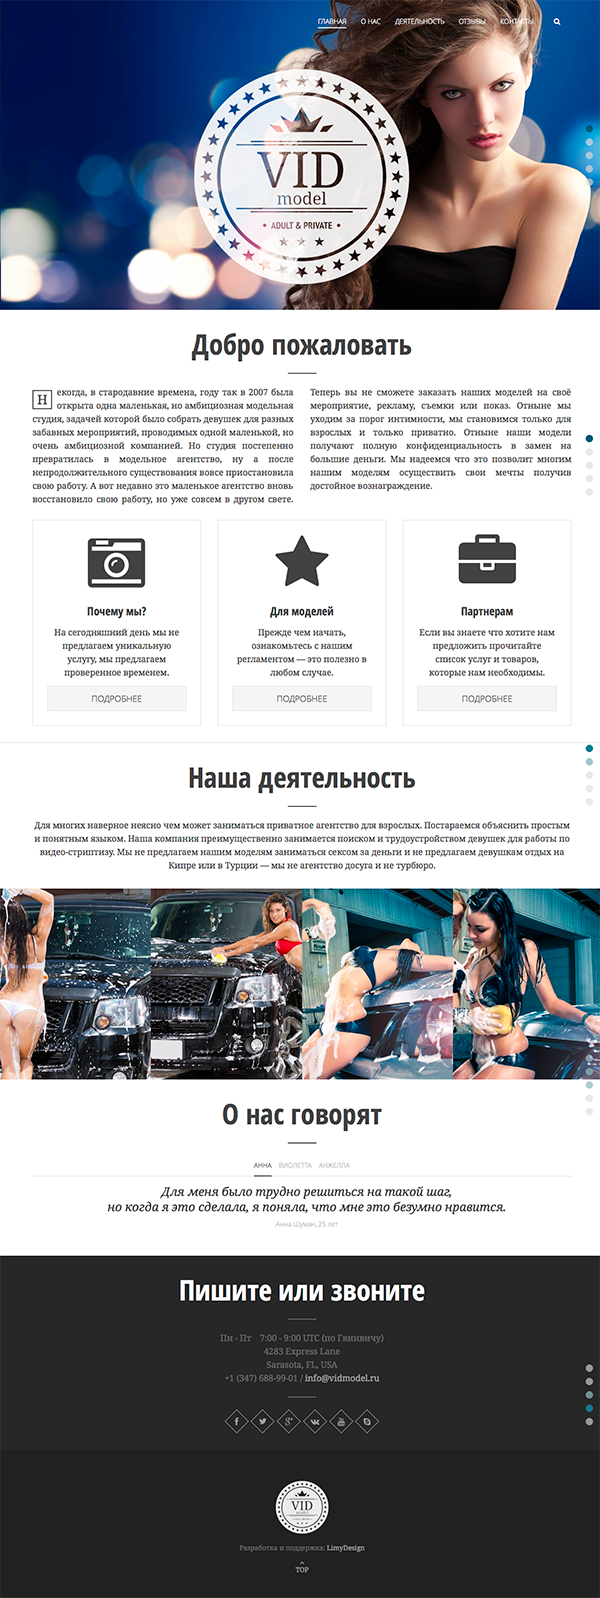 ГЛАВНАЯ О НАС ДЕЯТЕЛЬНОСТЬ ОТЗЫВЫ КОНТАКТЫ
VID
model
• ADULT & PRIVATE •
Добро пожаловать
Некогда, в стародавние времена, году так в 2007 была
открыта одна маленькая, но амбициозная модельная
студия, задачей которой было собрать девушек для разных
забавных мероприятий, проводимых одной маленькой, но
очень амбициозной компанией. Но студия постепенно
превратилась в модельное агентство, ну а после
непродолжительного существования вовсе приостановила
свою работу. А вот недавно это маленькое агентство вновь
восстановило свою работу, но уже совсем в другом свете.
Теперь вы не сможете заказать наших моделей на своё
мероприятие, рекламу, съемки или показ. Отныне мы
уходим за порог интимности, мы становимся только для
взрослых и только приватно. Отныне наши модели
получают полную конфиденциальность в замен на
большие деньги. Мы надеемся что это позволит многим
нашим моделям осуществить свои мечты получив
достойное вознаграждение.
Почему мы?
На сегодняшний день мы не
предлагаем уникальную
услугу, мы предлагаем
проверенное временем.
ПОДРОБНЕЕ
Для моделей
Прежде чем начать,
ознакомьтесь с нашим
регламентом — это полезно в
любом случае.
ПОДРОБНЕЕ
Партнерам
Если вы знаете что хотите нам
предложить прочитайте
список услуг и товаров,
которые нам необходимы.
ПОДРОБНЕЕ
Наша деятельность
Для многих наверное неясно чем может заниматься приватное агентство для взрослых. Постараемся объяснить простым
и понятным языком. Наша компания преимущественно занимается поиском и трудоустройством девушек для работы по
видео-стриптизу. Мы не предлагаем нашим моделям заниматься сексом за деньги и не предлагаем девушкам отдых на
Кипре или в Турции — мы не агентство досуга и не турбюро.
О нас говорят
АННА ВИОЛЕТТА АНЖЕЛЛА
Для меня было трудно решиться на такой шаг,
но когда я это сделала, я поняла, что мне это безумно нравится.
Анна Шуман, 25 лет
Пишите или звоните
Пн - Пт 7:00 - 9:00 UTC (по Гвинвичу)
4283 Express Lane
Sarasota, FL, USA
+1 (347) 688-99-01 / info@vidmodel.ru
VID
model
Разработка и поддержка: LimyDesign
TOP